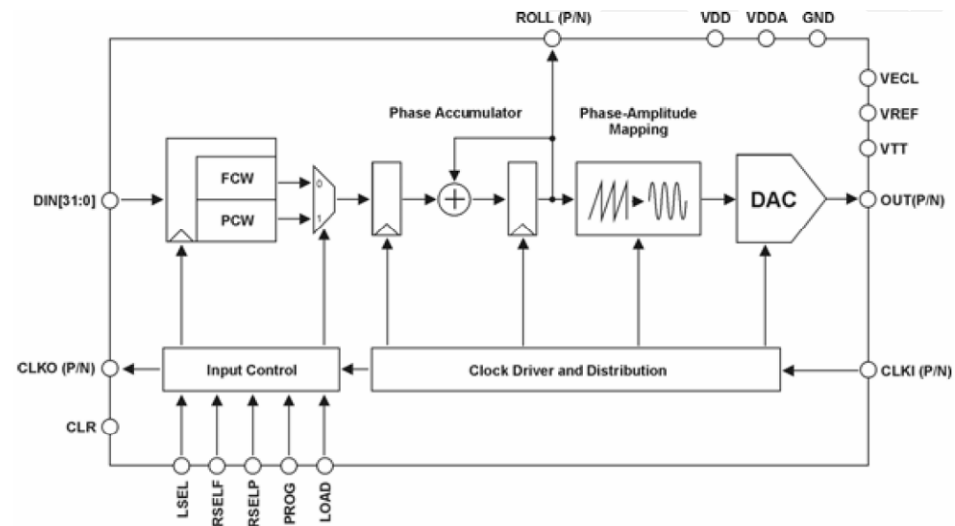 ROLL (P/N)
VDD
VDDA
GND
VECL
VREF
VTT
Phase Accumulator
Phase-Amplitude
Mapping
DIN[31:0]
FCW
PCW
0
1
DAC
OUT(P/N)
CLKO (P/N)
Input Control
Clock Driver and Distribution
CLKI (P/N)
CLR
LSEL
RSELF
RSELP
PROG
LOAD